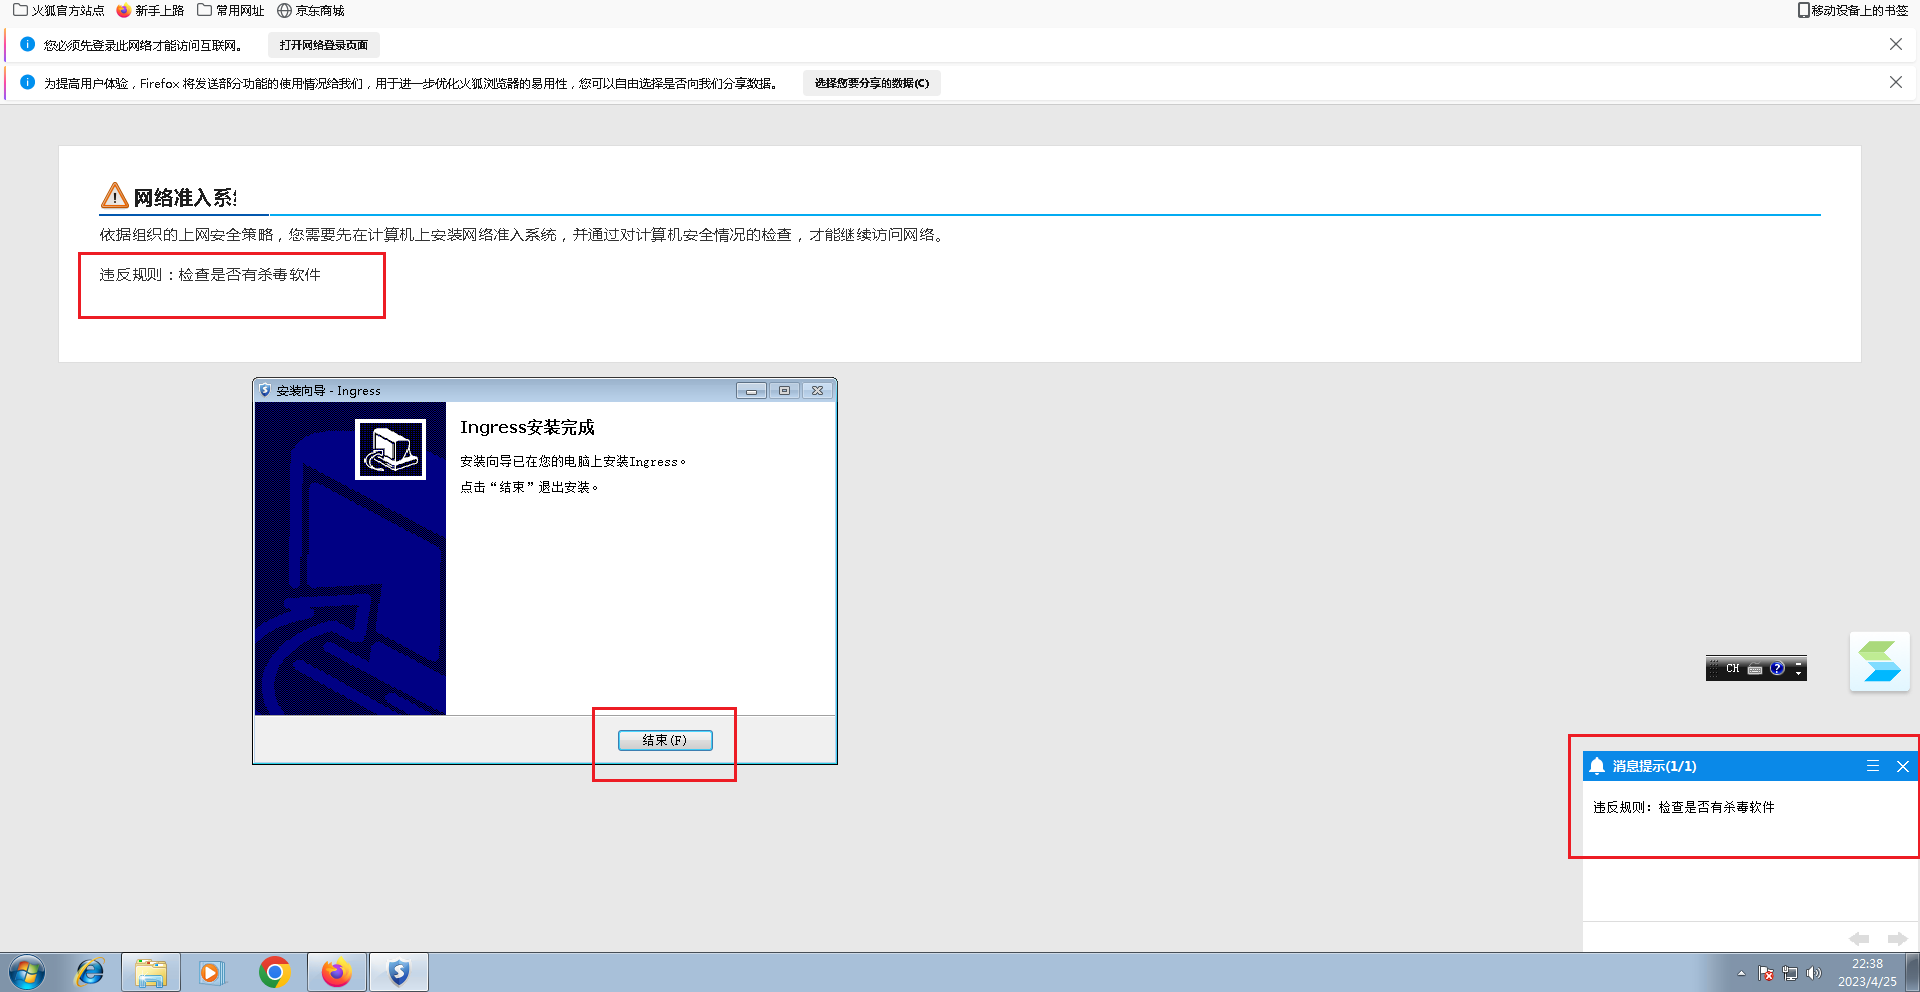 火狐官方站点 新手上路 常用网址 京东商城 移动设备上的书签
您必须先登录此网络才能访问互联网。 打开网络登录页面
为提高用户体验，Firefox 将发送部分功能的使用情况给我们，用于进一步优化火狐浏览器的易用性，您可以自由选择是否向我们分享数据。 选择您要分享的数据(C)
网络准入系
依据组织的上网安全策略，您需要先在计算机上安装网络准入系统，并通过对计算机安全情况的检查，才能继续访问网络。
违反规则：检查是否有杀毒软件
安装向导 - Ingress
Ingress安装完成
安装向导已在您的电脑上安装Ingress。
点击“结束”退出安装。
结束(F)
CH
消息提示(1/1)
违反规则：检查是否有杀毒软件
22:38
2023/4/25